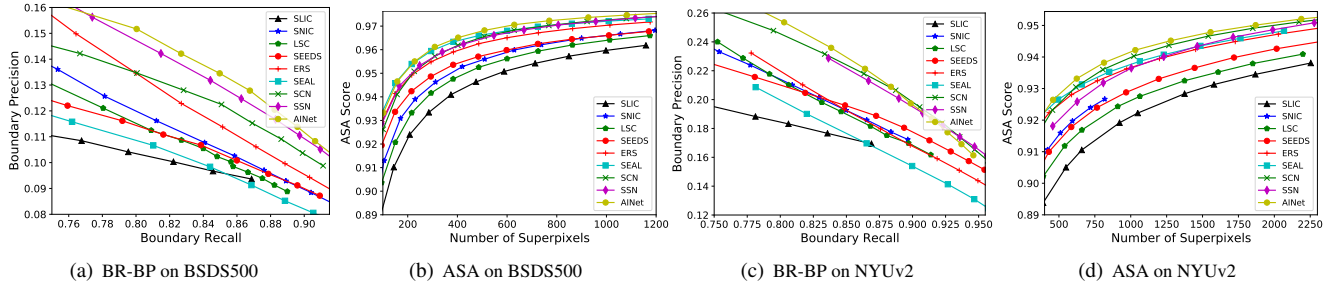 Boundary Precision
0.16
0.15
0.14
0.13
0.12
0.11
0.10
0.09
0.08
0.76 0.78 0.80 0.82 0.84 0.86 0.88 0.90
Boundary Recall
SLIC
SNIC
LSC
SEEDS
ERS
SEAL
SCN
SSN
AINet
(a) BR-BP on BSDS500
ASA Score
0.97
0.96
0.95
0.94
0.93
0.92
0.91
0.90
0.89
200 400 600 800 1000 1200
Number of Superpixels
SLIC
SNIC
LSC
SEEDS
ERS
SEAL
SCN
SSN
AINet
(b) ASA on BSDS500
Boundary Precision
0.26
0.24
0.22
0.20
0.18
0.16
0.14
0.12
0.750 0.775 0.800 0.825 0.850 0.875 0.900 0.925 0.950
Boundary Recall
SLIC
SNIC
LSC
SEEDS
ERS
SEAL
SCN
SSN
AINet
(c) BR-BP on NYUv2
ASA Score
0.95
0.94
0.93
0.92
0.91
0.90
0.89
500 750 1000 1250 1500 1750 2000 2250
Number of Superpixels
SLIC
SNIC
LSC
SEEDS
ERS
SEAL
SCN
SSN
AINet
(d) ASA on NYUv2